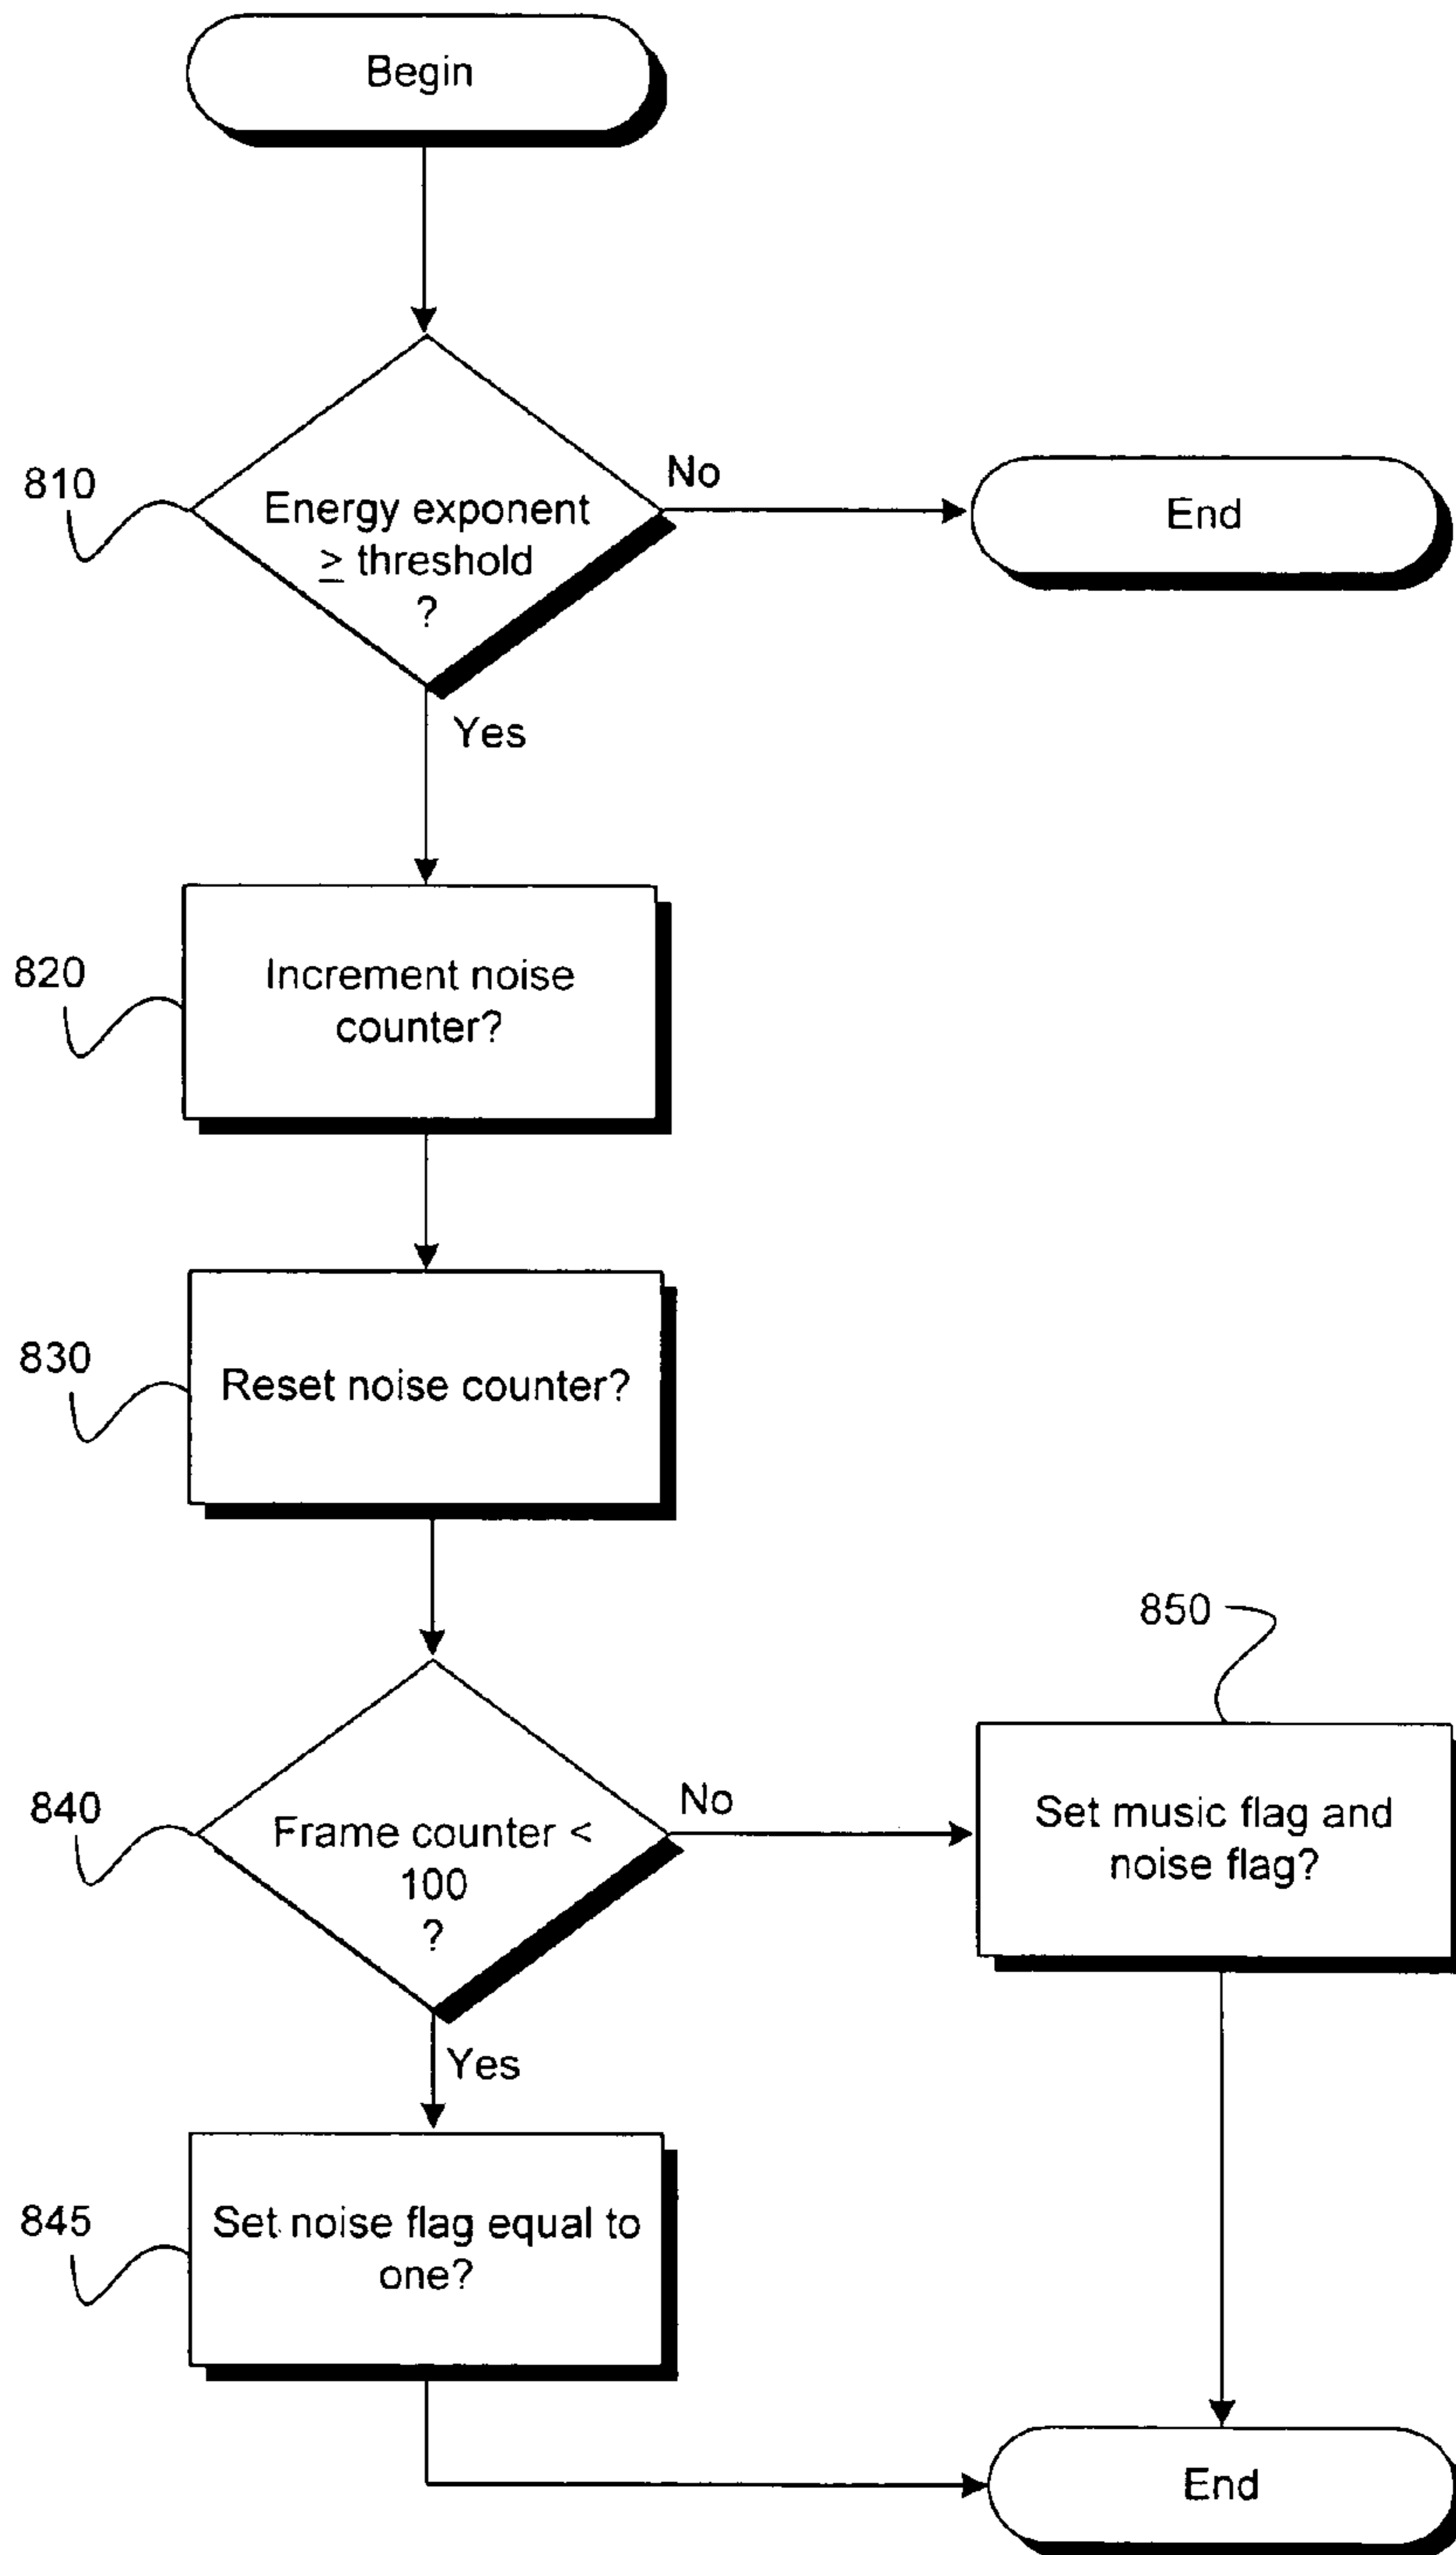 Begin
810
Energy exponent
≥ threshold
?
No
End
Yes
820
Increment noise
counter?
830
Reset noise counter?
840
Frame counter <
100
?
No
850
Set music flag and
noise flag?
Yes
845
Set noise flag equal to
one?
End